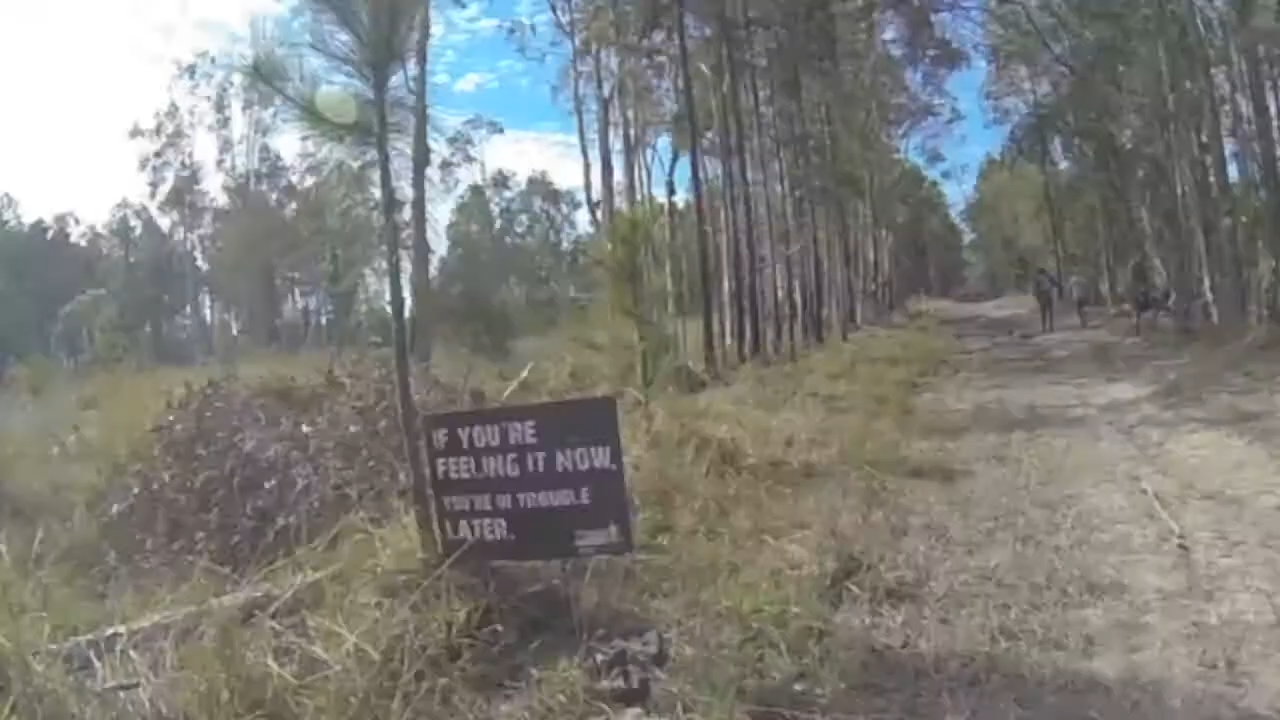 IF YOU'RE
FEELING IT NOW,
YOU'RE IN TROUBLE
LATER.